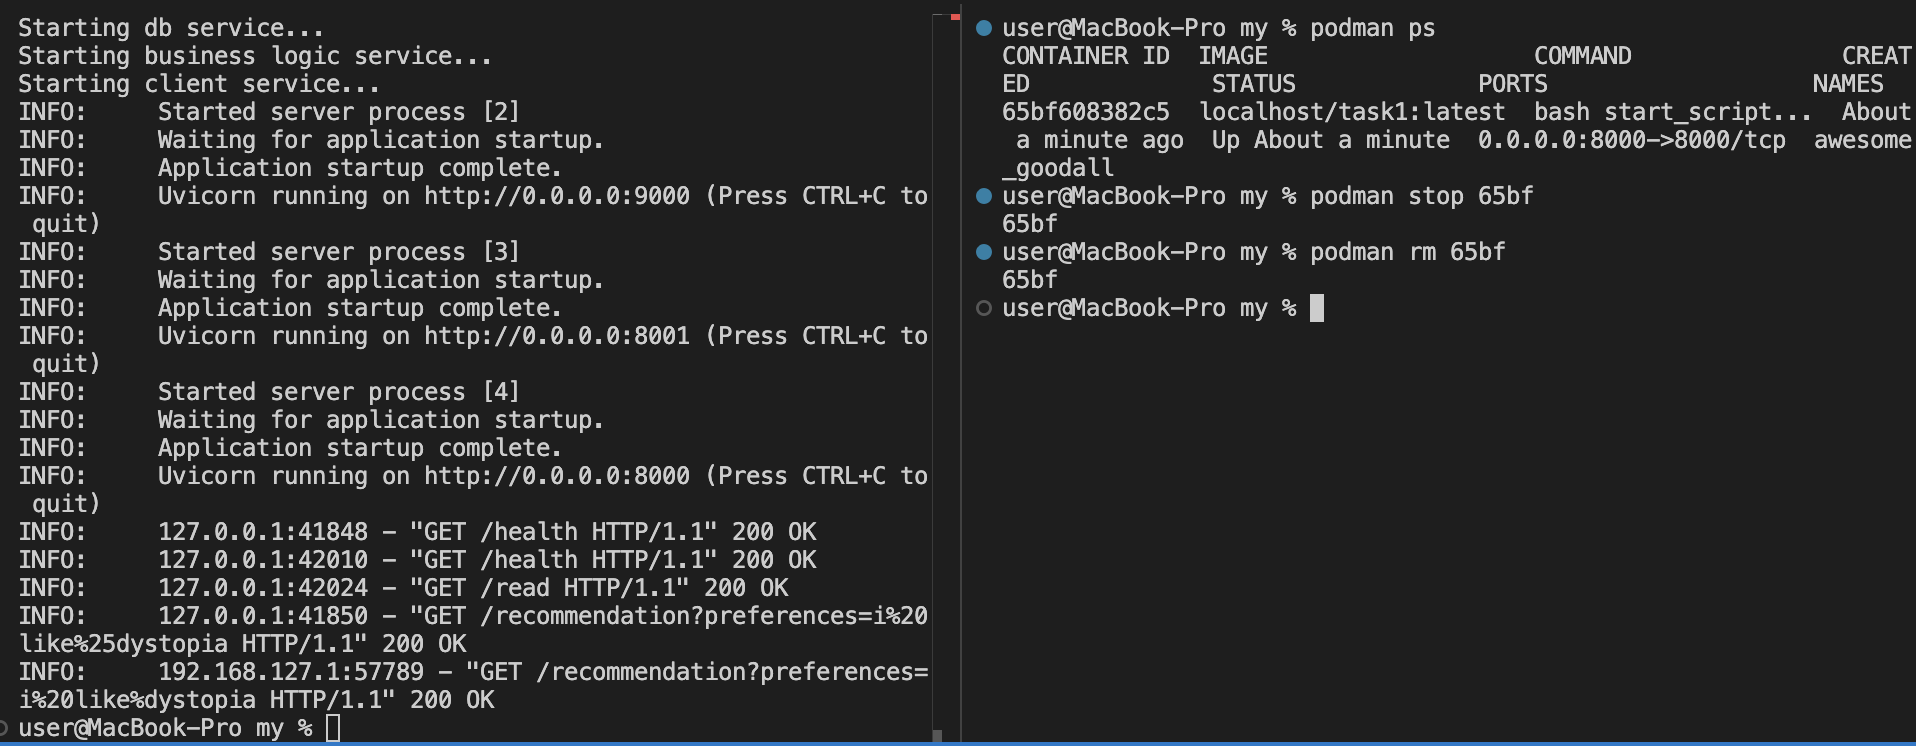 Starting db service...
Starting business logic service...
Starting client service...
INFO:     Started server process [2]
INFO:     Waiting for application startup.
INFO:     Application startup complete.
INFO:     Uvicorn running on http://0.0.0.0:9000 (Press CTRL+C to
 quit)
INFO:     Started server process [3]
INFO:     Waiting for application startup.
INFO:     Application startup complete.
INFO:     Uvicorn running on http://0.0.0.0:8001 (Press CTRL+C to
 quit)
INFO:     Started server process [4]
INFO:     Waiting for application startup.
INFO:     Application startup complete.
INFO:     Uvicorn running on http://0.0.0.0:8000 (Press CTRL+C to
 quit)
INFO:     127.0.0.1:41848 - "GET /health HTTP/1.1" 200 OK
INFO:     127.0.0.1:42010 - "GET /health HTTP/1.1" 200 OK
INFO:     127.0.0.1:42024 - "GET /read HTTP/1.1" 200 OK
INFO:     127.0.0.1:41850 - "GET /recommendation?preferences=i%20
like%25dystopia HTTP/1.1" 200 OK
INFO:     192.168.127.1:57789 - "GET /recommendation?preferences=
i%20like%dystopia HTTP/1.1" 200 OK
user@MacBook-Pro my %
user@MacBook-Pro my % podman ps
CONTAINER ID  IMAGE                   COMMAND               CREAT
ED             STATUS             PORTS                   NAMES
65bf608382c5  localhost/task1:latest  bash start_script...  About
 a minute ago  Up About a minute  0.0.0.0:8000->8000/tcp  awesome
_goodall
user@MacBook-Pro my % podman stop 65bf
65bf
user@MacBook-Pro my % podman rm 65bf
65bf
user@MacBook-Pro my %